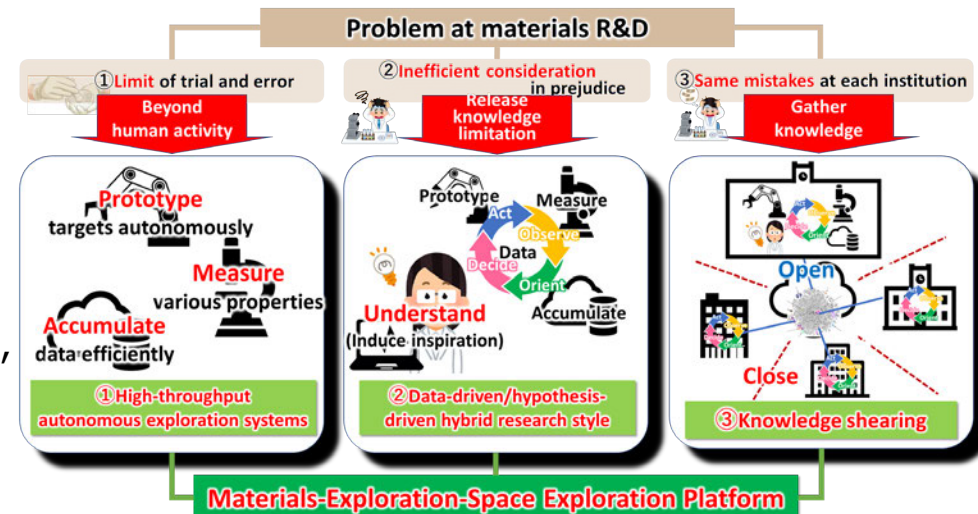 Problem at materials R&D
①Limit of trial and error
Beyond
human activity
Prototype
targets autonomously
Measure
various properties
Accumulate
data efficiently
,
①High-throughput
autonomous exploration systems
②Inefficient consideration
in prejudice
Release
knowledge
limitation
Prototype
Measure
Act
Observe
Data
Decide
Orient
Understand
(Induce inspiration)
Accumulate
②Data-driven/hypothesis-
driven hybrid research style
③Same mistakes at each institution
Gather
knowledge
Act
Orient
Open
Close
③Knowledge shearing
Materials-Exploration-Space Exploration Platform